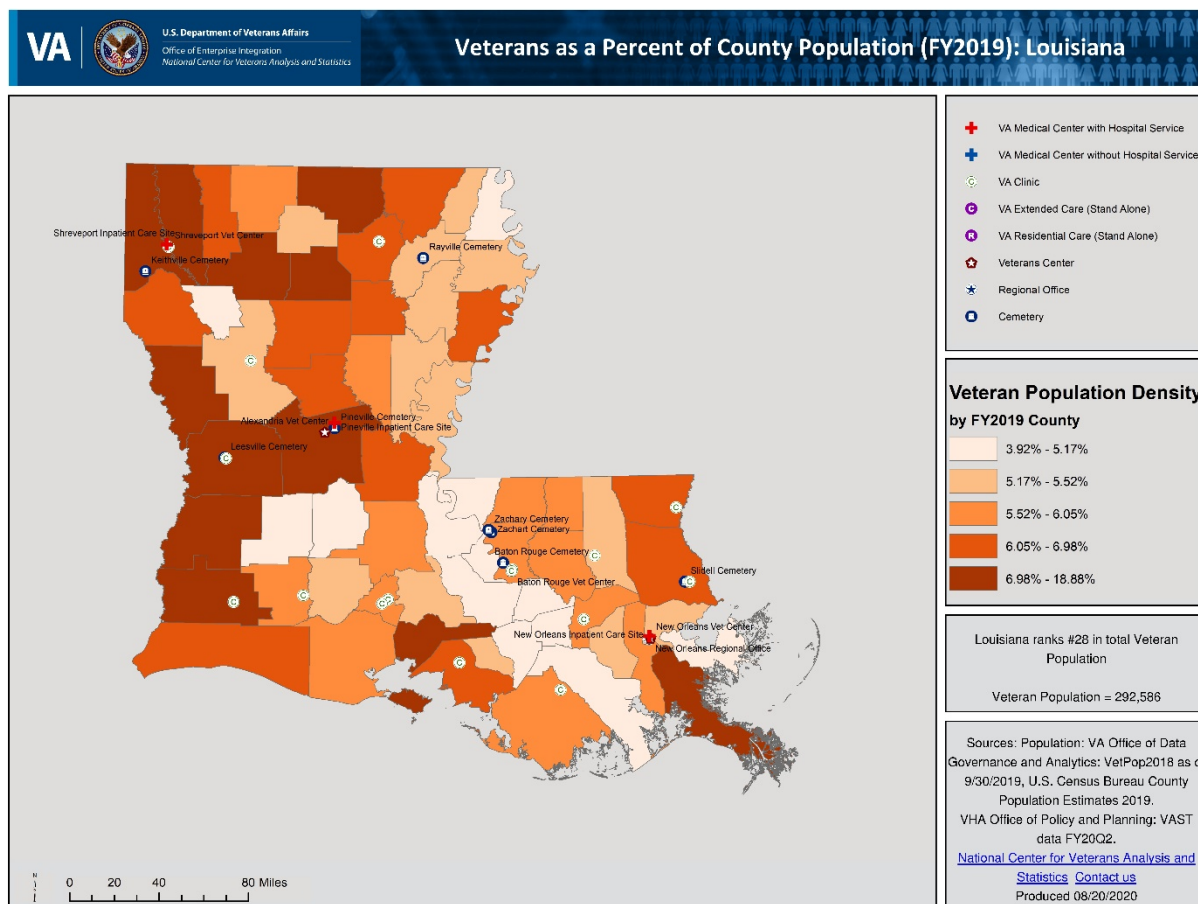 VA
U.S. Department of Veterans Affairs
Office of Enterprise Integration
National Center for Veterans Analysis and Statistics
Veterans as a Percent of County Population (FY2019): Louisiana
Shreveport Inpatient Care Site
Shreveport Vet Center
Keithville Cemetery
Rayville Cemetery
Alexandria Vet Center
Pineville Cemetery
Pineville Inpatient Care Site
Leesville Cemetery
Zachary Cemetery
Zachart Cemetery
Baton Rouge Cemetery
Baton Rouge Vet Center
Slidell Cemetery
New Orleans Inpatient Care Site
New Orleans Vet Center
New Orleans Regional Office
N
0 20 40 80 Miles
VA Medical Center with Hospital Service
VA Medical Center without Hospital Service
C VA Clinic
C VA Extended Care (Stand Alone)
R VA Residential Care (Stand Alone)
Veterans Center
Regional Office
Cemetery
Veteran Population Density
by FY2019 County
3.92% - 5.17%
5.17% - 5.52%
5.52% - 6.05%
6.05% - 6.98%
6.98% - 18.88%
Louisiana ranks #28 in total Veteran
Population
Veteran Population = 292,586
Sources: Population: VA Office of Data
Governance and Analytics: VetPop2018 as o
9/30/2019, U.S. Census Bureau County
Population Estimates 2019.
VHA Office of Policy and Planning: VAST
data FY20Q2.
National Center for Veterans Analysis and
Statistics Contact us
Produced 08/20/2020